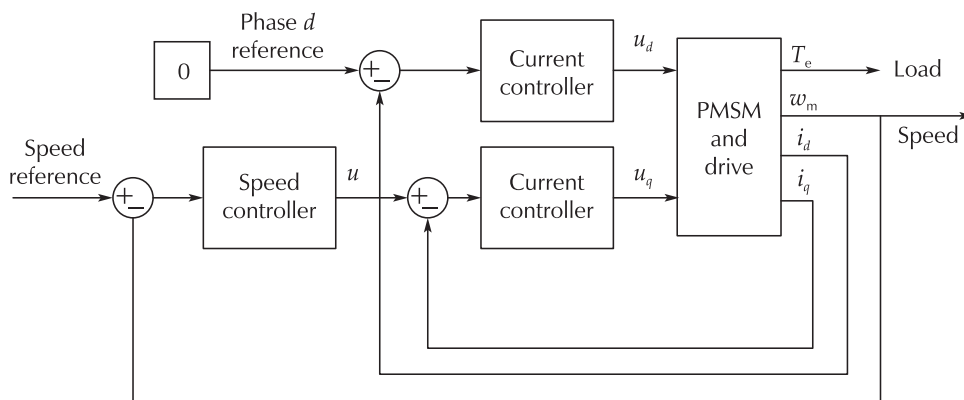 Phase d
reference
0
+
–
Current
controller
u_d
PMSM
and
drive
T_e
Load
w_m
Speed
i_d
i_q
Speed
reference
+
–
Speed
controller
u
+
–
Current
controller
u_q